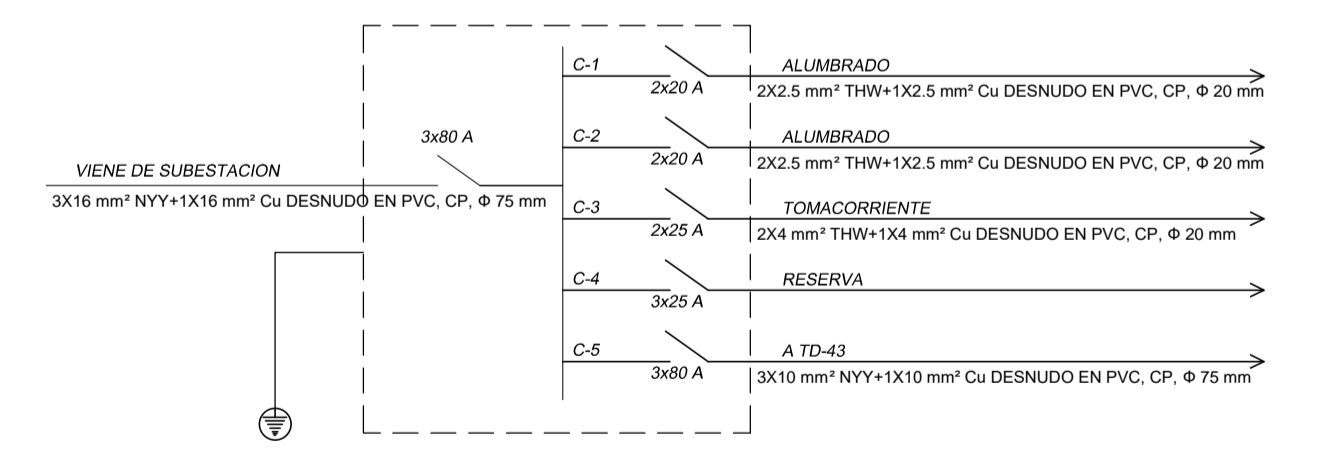 VIENE DE SUBESTACION
3X16 mm² NYY+1X16 mm² Cu DESNUDO EN PVC, CP, Φ 75 mm
3x80 A
C-1
2x20 A
ALUMBRADO
2X2.5 mm² THW+1X2.5 mm² Cu DESNUDO EN PVC, CP, Φ 20 mm
C-2
2x20 A
ALUMBRADO
2X2.5 mm² THW+1X2.5 mm² Cu DESNUDO EN PVC, CP, Φ 20 mm
C-3
2x25 A
TOMACORRIENTE
2X4 mm² THW+1X4 mm² Cu DESNUDO EN PVC, CP, Φ 20 mm
C-4
3x25 A
RESERVA
C-5
3x80 A
A TD-43
3X10 mm² NYY+1X10 mm² Cu DESNUDO EN PVC, CP, Φ 75 mm